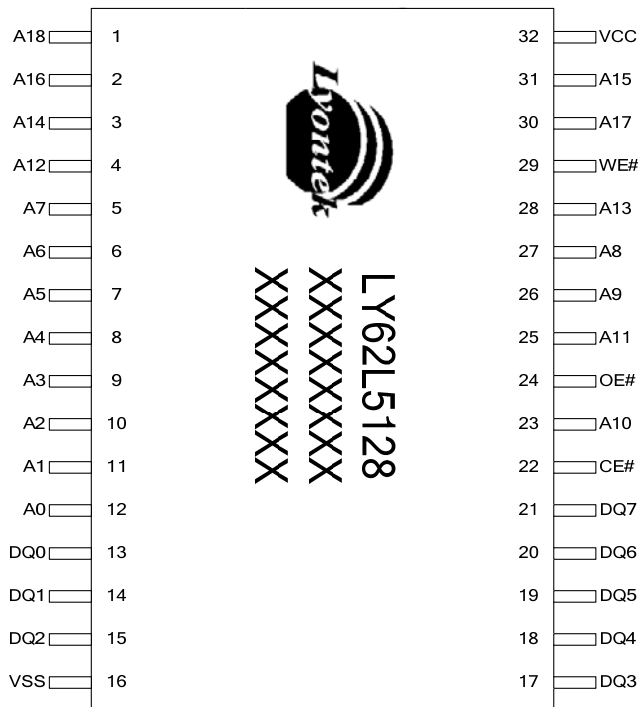 A18 1 32 VCC
A16 2 31 A15
A14 3 30 A17
A12 4 29 WE#
A7 5 28 A13
A6 6 27 A8
A5 7 26 A9
A4 8 25 A11
A3 9 24 OE#
A2 10 23 A10
A1 11 22 CE#
A0 12 21 DQ7
DQ0 13 20 DQ6
DQ1 14 19 DQ5
DQ2 15 18 DQ4
VSS 16 17 DQ3
Lyontek
LY62L5128
XXXXXXXX
XXXXXXXX